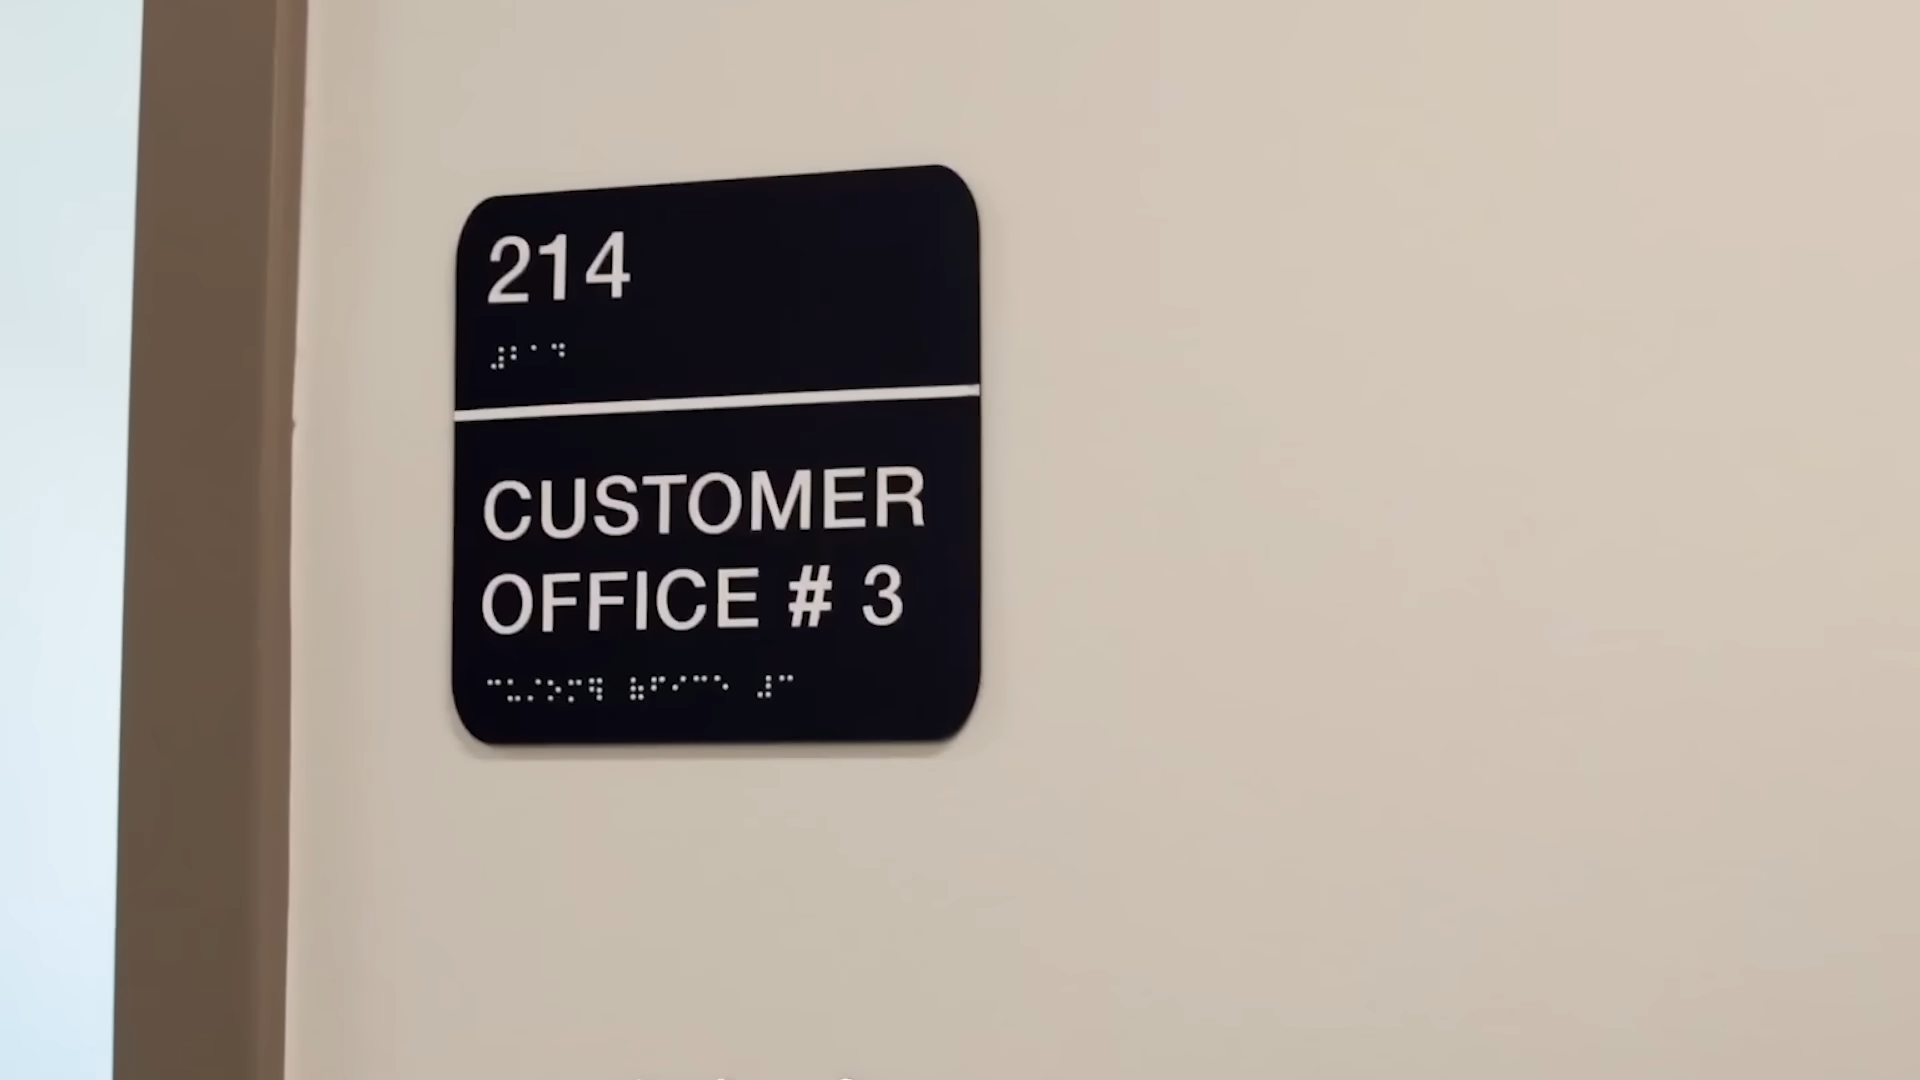 214
⠼⠃⠁⠙
CUSTOMER
OFFICE # 3
⠉⠥⠌⠕⠍⠻ ⠷⠋⠊⠉⠑ ⠼⠉